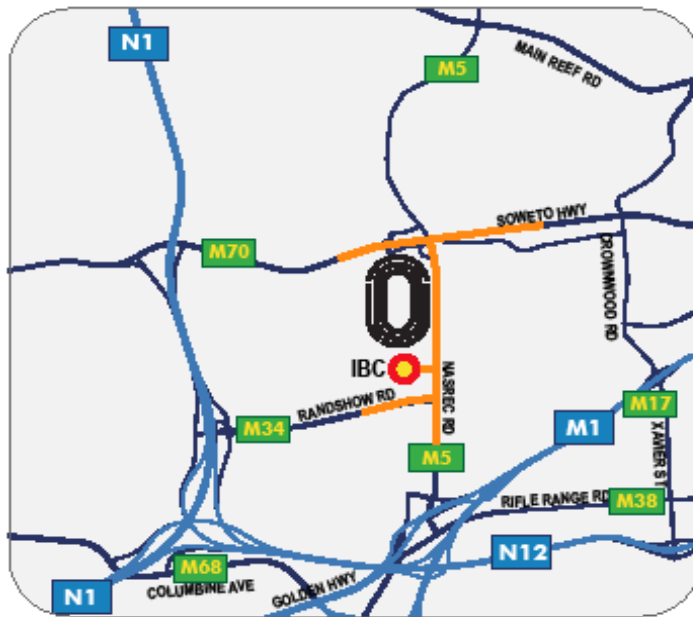 N1
M5
MAIN REEF RD
SOWETO HWY
M70
CROWNWOOD RD
IBC
NASREC RD
RANDSHOW RD
M34
M17
M1
XAVIER ST
M5
RIFLE RANGE RD
M38
N12
M68
COLUMBINE AVE
GOLDEN HWY
N1